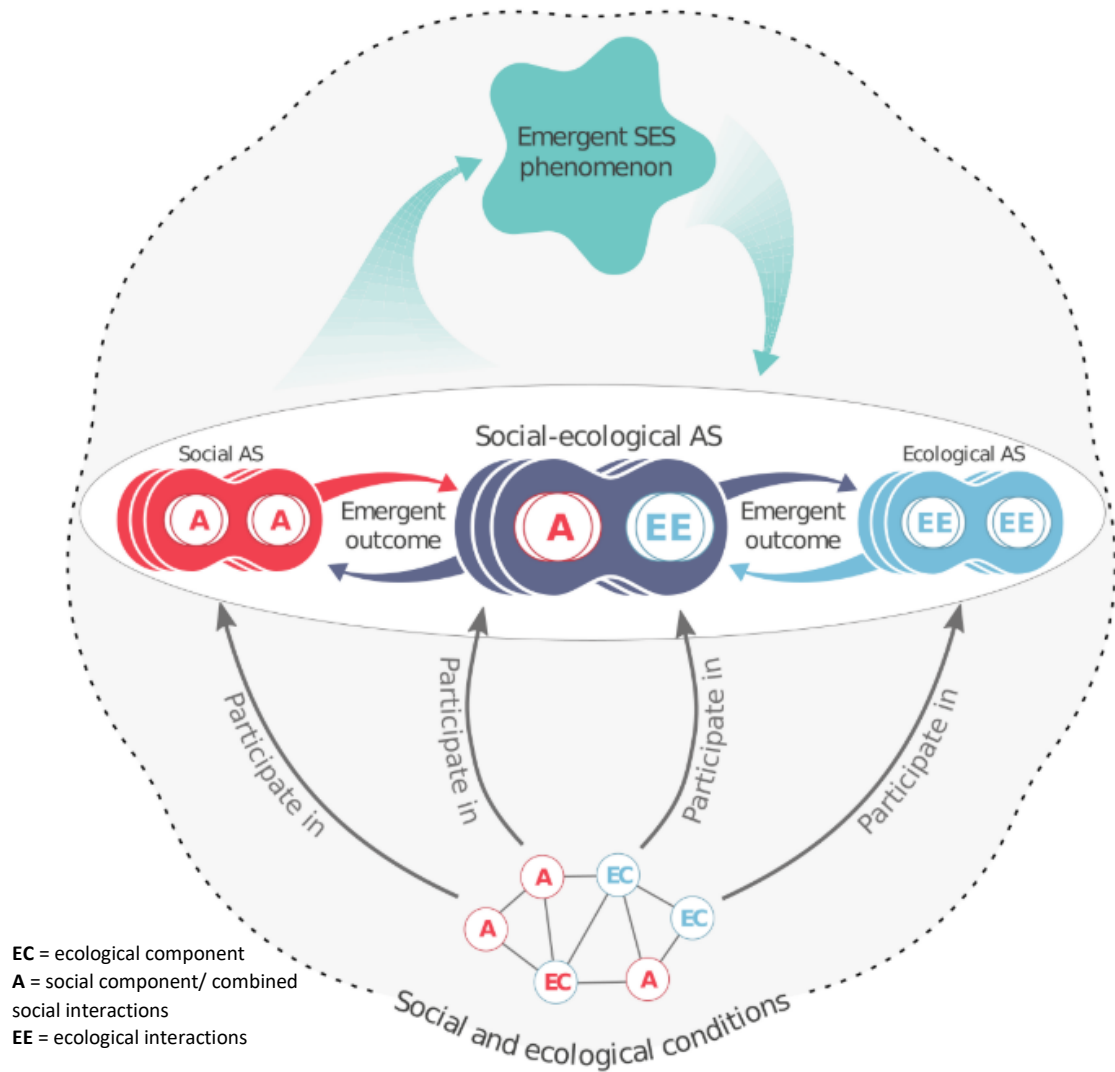 Emergent SES
phenomenon
Social-ecological AS
Social AS
Ecological AS
A
A
Emergent
outcome
A
EE
Emergent
outcome
EE
EE
Participate in
Participate in
Participate in
Participate in
A
EC
A
EC
EC
A
Social and ecological conditions
EC = ecological component
A = social component/ combined
social interactions
EE = ecological interactions